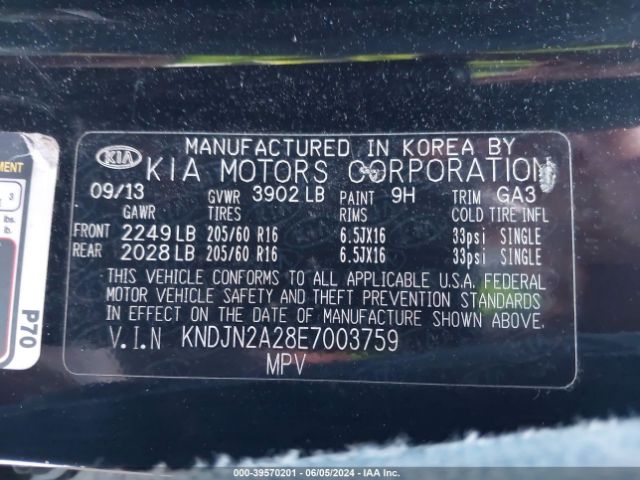 MANUFACTURED IN KOREA BY
KIA KIA MOTORS CORPORATION
09/13 GVWR 3902 LB PAINT 9H TRIM GA3
GAWR TIRES RIMS COLD TIRE INFL
FRONT 2249 LB 205/60 R16 6.5JX16 33psi SINGLE
REAR 2028 LB 205/60 R16 6.5JX16 33psi SINGLE
THIS VEHICLE CONFORMS TO ALL APPLICABLE U.S.A. FEDERAL
MOTOR VEHICLE SAFETY AND THEFT PREVENTION STANDARDS
IN EFFECT ON THE DATE OF MANUFACTURE SHOWN ABOVE.
V.I.N KNDJN2A28E7003759
MPV
MENT
3
lbs.
lb.
P70
000-39570201 - 06/05/2024 - IAA Inc.